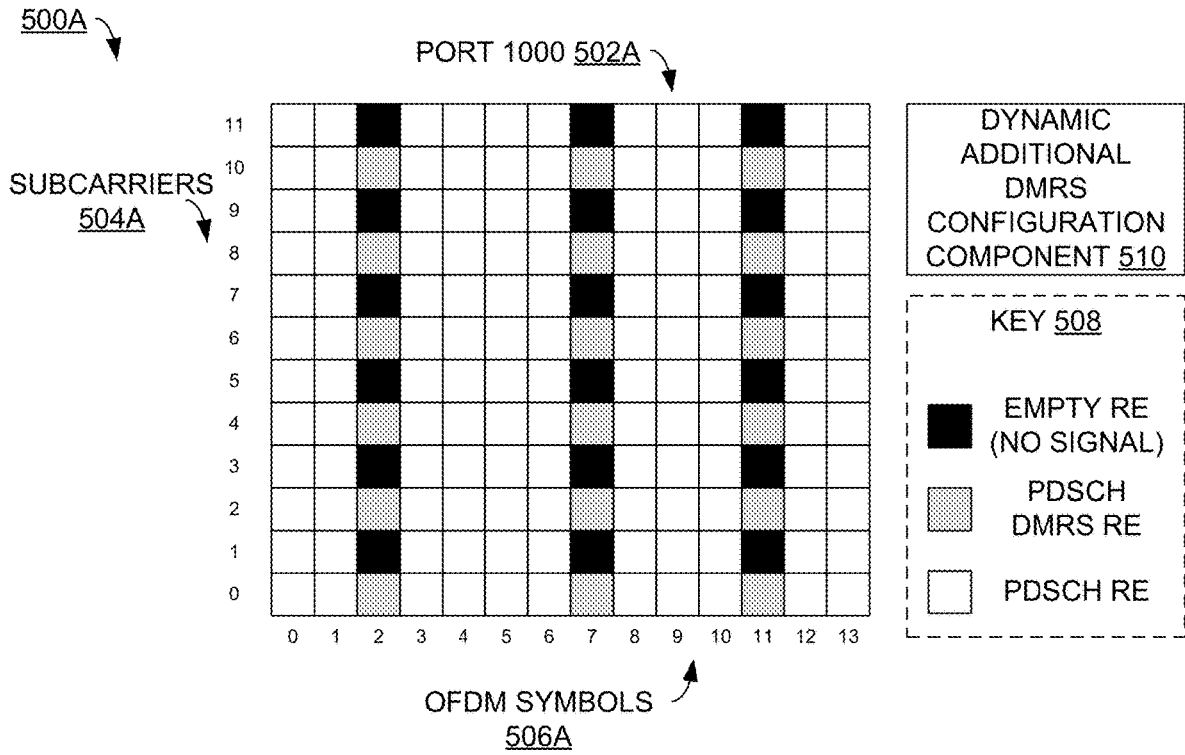 500A
PORT 1000 502A
SUBCARRIERS
504A
11
10
9
8
7
6
5
4
3
2
1
0
0 1 2 3 4 5 6 7 8 9 10 11 12 13
OFDM SYMBOLS
506A
DYNAMIC
ADDITIONAL
DMRS
CONFIGURATION
COMPONENT 510
KEY 508
EMPTY RE
(NO SIGNAL)
PDSCH
DMRS RE
PDSCH RE